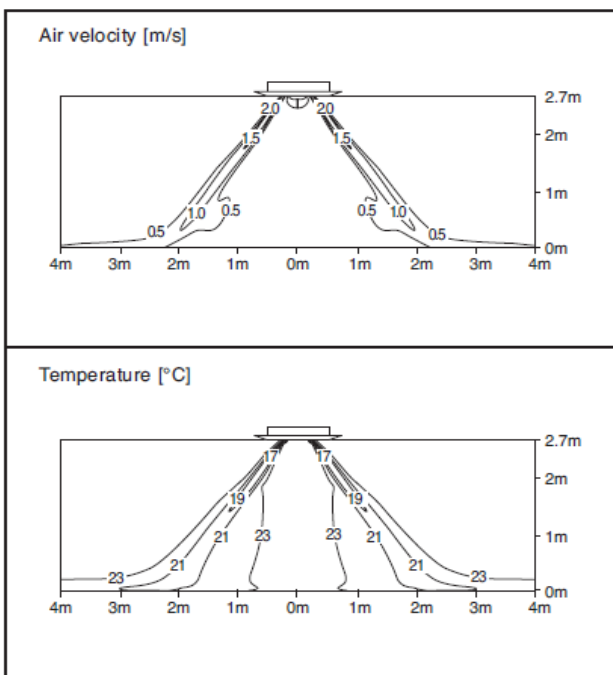 Air velocity [m/s]
2.0 2.0 2.7m
1.5 1.5 2m
1m
0.5 1.0 0.5 0.5 1.0 0.5
0m
4m 3m 2m 1m 0m 1m 2m 3m 4m
Temperature [°C]
17 17 2.7m
2m
19 19
21 21 23 23 21 21 1m
23 23
0m
4m 3m 2m 1m 0m 1m 2m 3m 4m